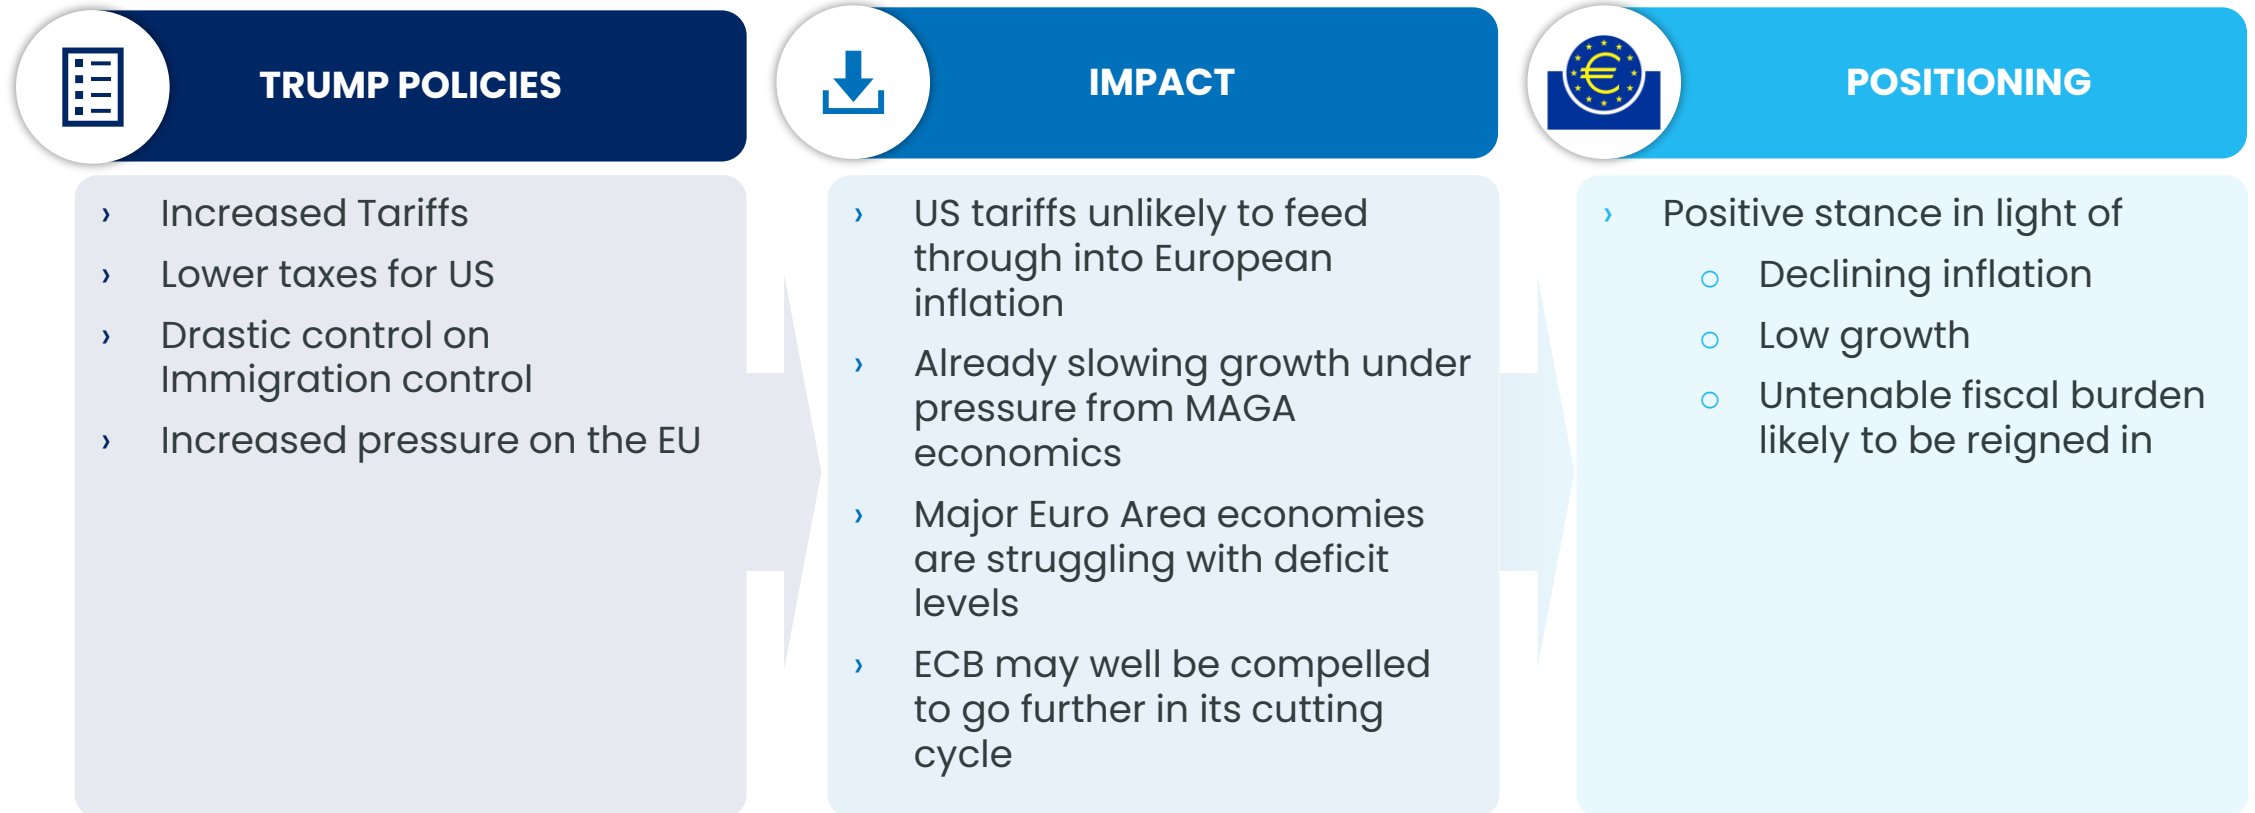 TRUMP POLICIES
› Increased Tariffs
› Lower taxes for US
› Drastic control on
Immigration control
› Increased pressure on the EU
IMPACT
› US tariffs unlikely to feed
through into European
inflation
› Already slowing growth under
pressure from MAGA
economics
› Major Euro Area economies
are struggling with deficit
levels
› ECB may well be compelled
to go further in its cutting
cycle
€
POSITIONING
› Positive stance in light of
o Declining inflation
o Low growth
o Untenable fiscal burden
likely to be reigned in